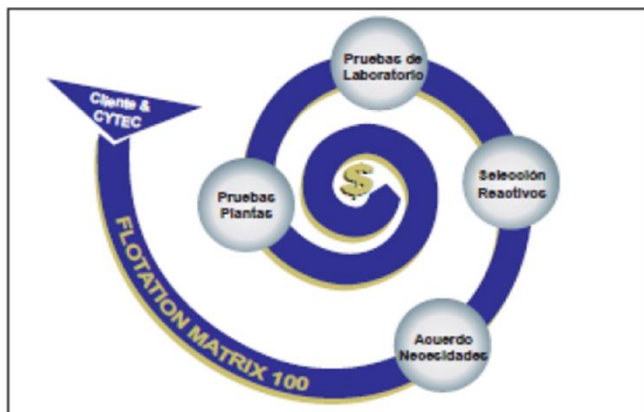 Cliente &
CYTEC
FLOTATION MATRIX 100
Acuerdo
Necesidades
Selección
Reactivos
Pruebas de
Laboratorio
Pruebas
Plantas
$